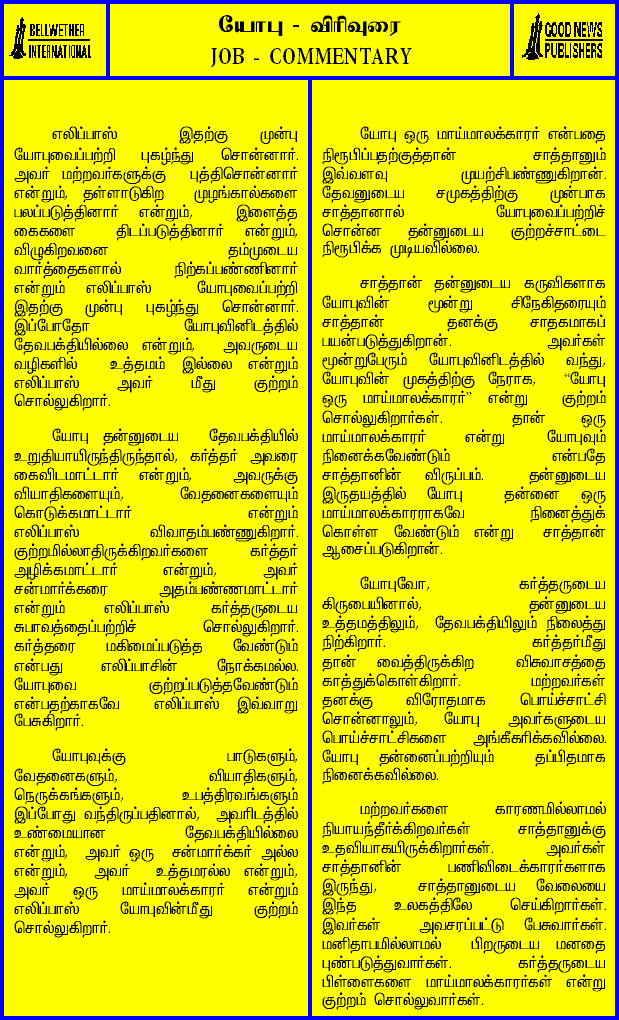 BELLWETHER
INTERNATIONAL
யோபு - விரிவுரை
JOB - COMMENTARY
GOOD NEWS
PUBLISHERS
எலிப்பாஸ் இதற்கு முன்பு
யோபுவைப்பற்றி புகழ்ந்து சொன்னார்.
அவர் மற்றவர்களுக்கு புத்திசொன்னார்
என்றும், தள்ளாடுகிற முழங்கால்களை
பலப்படுத்தினார் என்றும், இளைத்த
கைகளை திடப்படுத்தினார் என்றும்,
விழுகிறவனை தம்முடைய
வார்த்தைகளால் நிற்கப்பண்ணினார்
என்றும் எலிப்பாஸ் யோபுவைப்பற்றி
இதற்கு முன்பு புகழ்ந்து சொன்னார்.
இப்போதோ யோபுவினிடத்தில்
தேவபக்தியில்லை என்றும், அவருடைய
வழிகளில் உத்தமம் இல்லை என்றும்
எலிப்பாஸ் அவர் மீது குற்றம்
சொல்லுகிறார்.
யோபு தன்னுடைய தேவபக்தியில்
உறுதியாயிருந்திருந்தால், கர்த்தர் அவரை
கைவிடமாட்டார் என்றும், அவருக்கு
வியாதிகளையும், வேதனைகளையும்
கொடுக்கமாட்டார் என்றும்
எலிப்பாஸ் விவாதம்பண்ணுகிறார்.
குற்றமில்லாதிருக்கிறவர்களை கர்த்தர்
அழிக்கமாட்டார் என்றும், அவர்
சன்மார்க்கரை அதம்பண்ணமாட்டார்
என்றும் எலிப்பாஸ் கர்த்தருடைய
சுபாவத்தைப்பற்றிச் சொல்லுகிறார்.
கர்த்தரை மகிமைப்படுத்த வேண்டும்
என்பது எலிப்பாசின் நோக்கமல்ல.
யோபுவை குற்றப்படுத்தவேண்டும்
என்பதற்காகவே எலிப்பாஸ் இவ்வாறு
பேசுகிறார்.
யோபுவுக்கு பாடுகளும்,
வேதனைகளும், வியாதிகளும்,
நெருக்கங்களும், உபத்திரவங்களும்
இப்போது வந்திருப்பதினால், அவரிடத்தில்
உண்மையான தேவபக்தியில்லை
என்றும், அவர் ஒரு சன்மார்க்கர் அல்ல
என்றும், அவர் உத்தமரல்ல என்றும்,
அவர் ஒரு மாய்மாலக்காரர் என்றும்
எலிப்பாஸ் யோபுவின்மீது குற்றம்
சொல்லுகிறார்.
யோபு ஒரு மாய்மாலக்காரர் என்பதை
நிரூபிப்பதற்குத்தான் சாத்தானும்
இவ்வளவு முயற்சிபண்ணுகிறான்.
தேவனுடைய சமுகத்திற்கு முன்பாக
சாத்தானால் யோபுவைப்பற்றிச்
சொன்ன தன்னுடைய குற்றச்சாட்டை
நிரூபிக்க முடியவில்லை.
சாத்தான் தன்னுடைய கருவிகளாக
யோபுவின் மூன்று சிநேகிதரையும்
சாத்தான் தனக்கு சாதகமாகப்
பயன்படுத்துகிறான். அவர்கள்
மூன்றுபேரும் யோபுவினிடத்தில் வந்து,
யோபுவின் முகத்திற்கு நேராக, “யோபு
ஒரு மாய்மாலக்காரர்” என்று குற்றம்
சொல்லுகிறார்கள். தான் ஒரு
மாய்மாலக்காரர் என்று யோபுவும்
நினைக்கவேண்டும் என்பதே
சாத்தானின் விருப்பம். தன்னுடைய
இருதயத்தில் யோபு தன்னை ஒரு
மாய்மாலக்காரராகவே நினைத்துக்
கொள்ள வேண்டும் என்று சாத்தான்
ஆசைப்படுகிறான்.
யோபுவோ, கர்த்தருடைய
கிருபையினால், தன்னுடைய
உத்தமத்திலும், தேவபக்தியிலும் நிலைத்து
நிற்கிறார். கர்த்தர்மீது
தான் வைத்திருக்கிற விசுவாசத்தை
காத்துக்கொள்கிறார். மற்றவர்கள்
தனக்கு விரோதமாக பொய்ச்சாட்சி
சொன்னாலும், யோபு அவர்களுடைய
பொய்ச்சாட்சிகளை அங்கீகரிக்கவில்லை.
யோபு தன்னைப்பற்றியும் தப்பிதமாக
நினைக்கவில்லை.
மற்றவர்களை காரணமில்லாமல்
நியாயந்தீர்க்கிறவர்கள் சாத்தானுக்கு
உதவியாகயிருக்கிறார்கள். அவர்கள்
சாத்தானின் பணிவிடைக்காரர்களாக
இருந்து, சாத்தானுடைய வேலையை
இந்த உலகத்திலே செய்கிறார்கள்.
இவர்கள் அவசரப்பட்டு பேசுவார்கள்.
மனிதாபமில்லாமல் பிறருடைய மனதை
புண்படுத்துவார்கள். கர்த்தருடைய
பிள்ளைகளை மாய்மாலக்காரர்கள் என்று
குற்றம் சொல்லுவார்கள்.